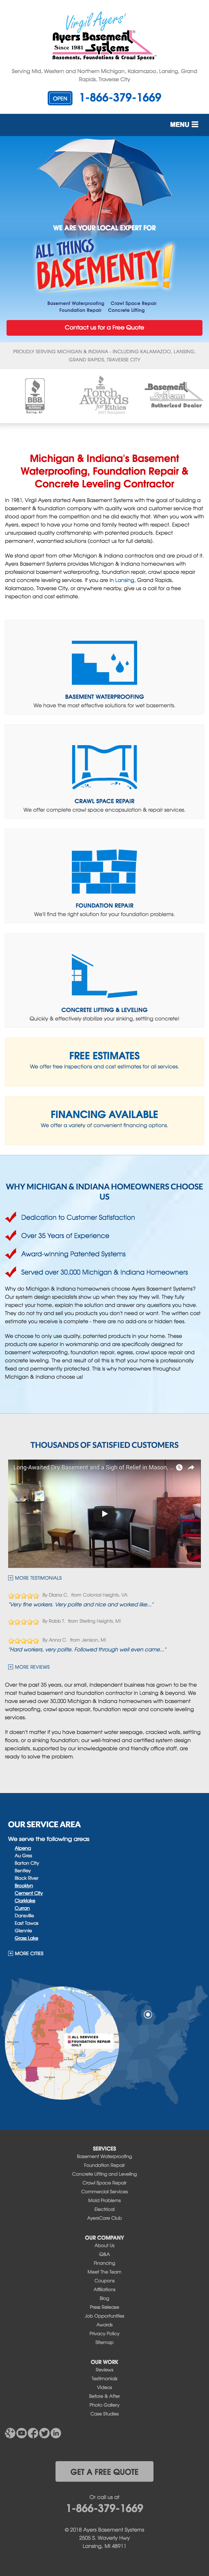 Virgil Ayers'
Ayers Basement
Since 1981 Systems
Basements, Foundations & Crawl Spaces
Serving Mid, Western and Northern Michigan, Kalamazoo, Lansing, Grand
Rapids, Traverse City
OPEN 1-866-379-1669
MENU
WE ARE YOUR LOCAL EXPERT FOR
ALL THINGS
BASEMENTY!
Basement Waterproofing Crawl Space Repair
Foundation Repair Concrete Lifting
Contact us for a Free Quote
PROUDLY SERVING MICHIGAN & INDIANA - INCLUDING KALAMAZOO, LANSING,
GRAND RAPIDS, TRAVERSE CITY
BBB
Torch
Awards
for Ethics
Basement
Systems
Authorized Dealer
Michigan & Indiana's Basement
Waterproofing, Foundation Repair &
Concrete Leveling Contractor
In 1981, Virgil Ayers started Ayers Basement Systems with the goal of building a
basement & foundation company with quality work and customer service that
stood apart from the competition and he did exactly that. When you work with
Ayers, you expect to have your home treated with respect. Expect
unsurpassed quality craftsmanship with patented products. Expect
permanent, warrantied solutions (contact us for full details).
We stand apart from other Michigan & Indiana contractors and are proud of it.
Ayers Basement Systems provides Michigan & Indiana homeowners with
professional basement waterproofing, foundation repair, crawl space repair
and concrete leveling services. If you are in Lansing, Grand Rapids,
Kalamazoo, Traverse City, or anywhere nearby, give us a call for a free
inspection and cost estimate.
BASEMENT WATERPROOFING
We have the most effective solutions for wet basements.
CRAWL SPACE REPAIR
We offer complete crawl space encapsulation & repair services.
FOUNDATION REPAIR
We'll find the right solution for your foundation problems.
CONCRETE LIFTING & LEVELING
Quickly & effectively stabilize your sinking, settling concrete!
FREE ESTIMATES
We offer free inspections and cost estimates for all services.
FINANCING AVAILABLE
We offer a variety of convenient financing options.
WHY MICHIGAN & INDIANA HOMEOWNERS CHOOSE
US
Dedication to Customer Satisfaction
Over 35 Years of Experience
Award-winning Patented Systems
Served over 30,000 Michigan & Indiana Homeowners
Why do Michigan & Indiana homeowners choose Ayers Basement Systems?
Our system design specialists show up when they say they will. They fully
inspect your home, explain the solution and answer any questions you have.
They do not try and sell you products you don't need. You have a written cost
estimate you receive is complete - there are no add-ons or hidden fees.
We choose to only use quality, patented products in your home. These
products are superior in workmanship and are specifically designed for
basement waterproofing, foundation repair, egress, crawl space repair and
concrete leveling. The end result of all this is that your home is professionally
fixed and permanently protected. This is why homeowners throughout
Michigan & Indiana choose us!
THOUSANDS OF SATISFIED CUSTOMERS
Long-Awaited Dry Basement and a Sigh of Relief in Mason,
MORE TESTIMONIALS
By Diana C. from Colonial Heights, VA
"Very fine workers. Very polite and nice and worked like..."
By Robb T. from Sterling Heights, MI
By Anna C. from Jenison, MI
"Hard workers, very polite. Followed through well even came..."
MORE REVIEWS
Over the past 35 years, our small, independent business has grown to be the
most trusted basement and foundation contractor in Lansing & beyond. We
have served over 30,000 Michigan & Indiana homeowners with basement
waterproofing, crawl space repair, foundation repair and concrete leveling
services.
It doesn't matter if you have basement water seepage, cracked walls, settling
floors, or a sinking foundation; our well-trained and certified system design
specialists, supported by our knowledgeable and friendly office staff, are
ready to solve the problem.
OUR SERVICE AREA
We serve the following areas
Alpena
Au Gres
Barton City
Bentley
Black River
Brooklyn
Cement City
Clarklake
Curran
Dansville
East Tawas
Glennie
Grass Lake
MORE CITIES
ALL SERVICES
FOUNDATION REPAIR
ONLY
SERVICES
Basement Waterproofing
Foundation Repair
Concrete Lifting and Leveling
Crawl Space Repair
Commercial Services
Mold Problems
Electrical
AyersCare Club
OUR COMPANY
About Us
Q&A
Financing
Meet The Team
Coupons
Affiliations
Blog
Press Release
Job Opportunities
Awards
Privacy Policy
Sitemap
OUR WORK
Reviews
Testimonials
Videos
Before & After
Photo Gallery
Case Studies
GET A FREE QUOTE
Or call us at
1-866-379-1669
© 2018 Ayers Basement Systems
2505 S. Waverly Hwy
Lansing, MI 48911